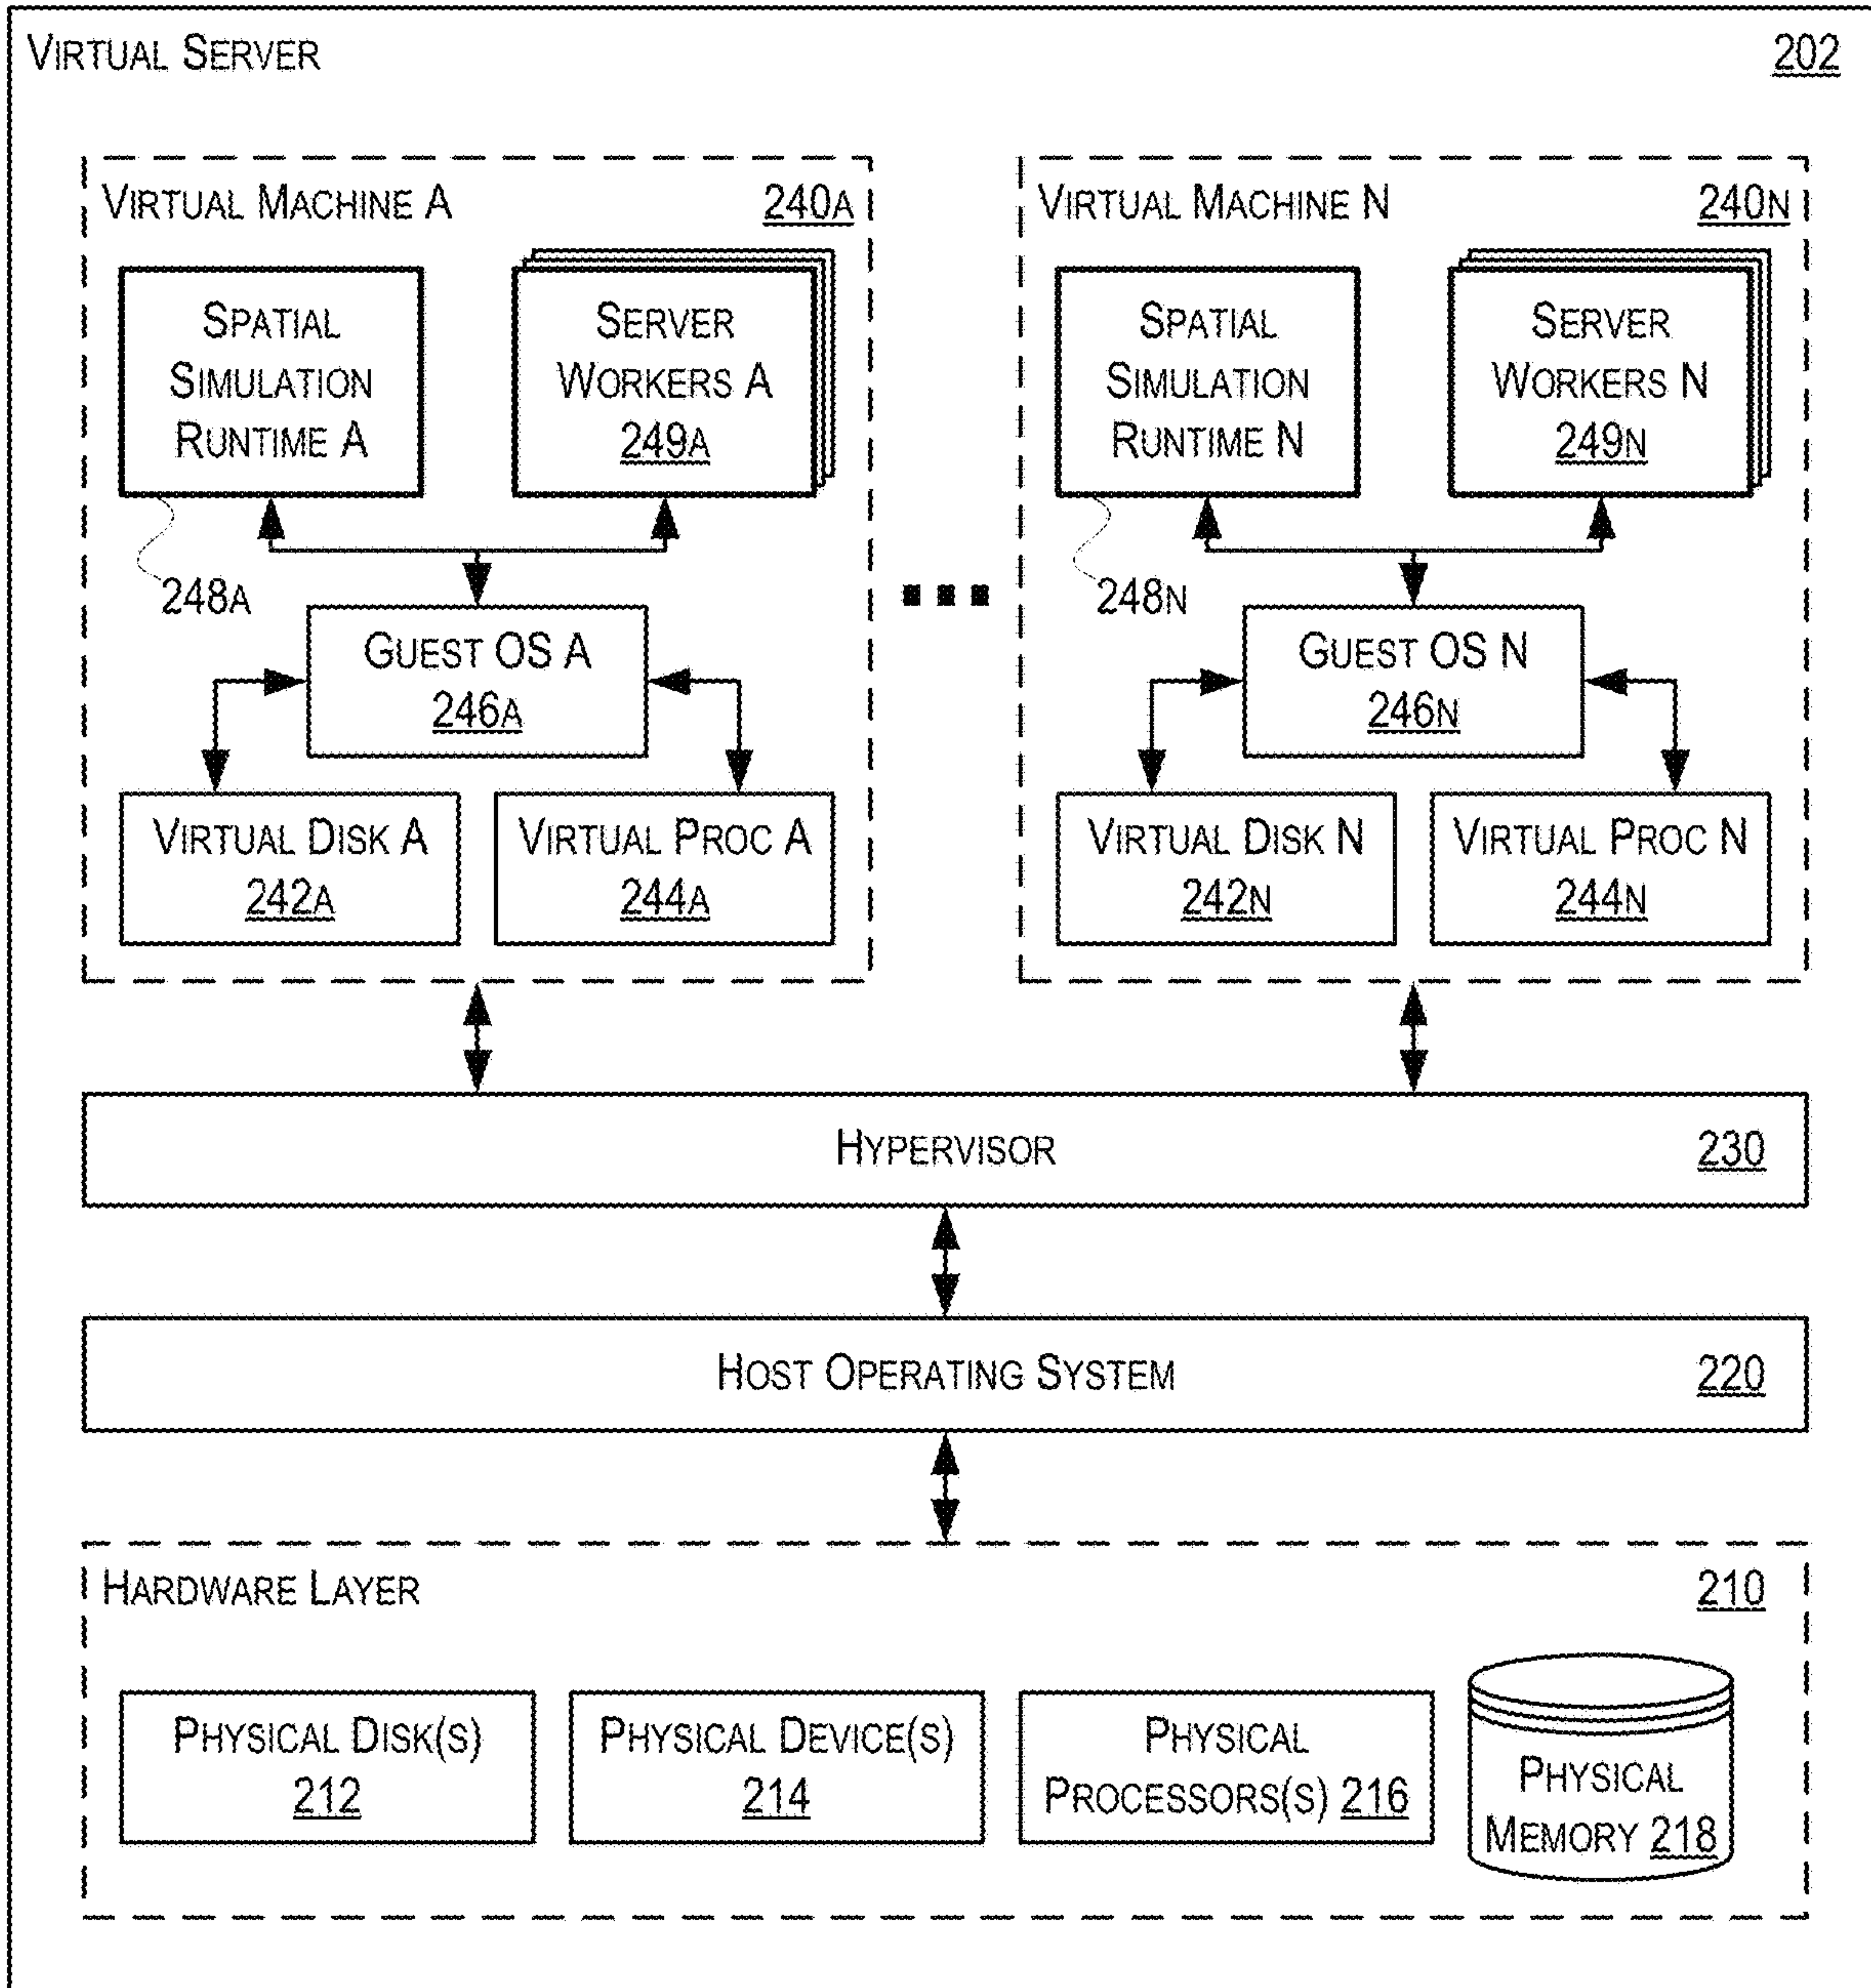 VIRTUAL SERVER 202
VIRTUAL MACHINE A 240A
SPATIAL
SIMULATION
RUNTIME A
248A
SERVER
WORKERS A
249A
GUEST OS A
246A
VIRTUAL DISK A
242A
VIRTUAL PROC A
244A
VIRTUAL MACHINE N 240N
SPATIAL
SIMULATION
RUNTIME N
248N
SERVER
WORKERS N
249N
GUEST OS N
246N
VIRTUAL DISK N
242N
VIRTUAL PROC N
244N
HYPERVISOR 230
HOST OPERATING SYSTEM 220
HARDWARE LAYER 210
PHYSICAL DISK(S)
212
PHYSICAL DEVICE(S)
214
PHYSICAL
PROCESSORS(S) 216
PHYSICAL
MEMORY 218